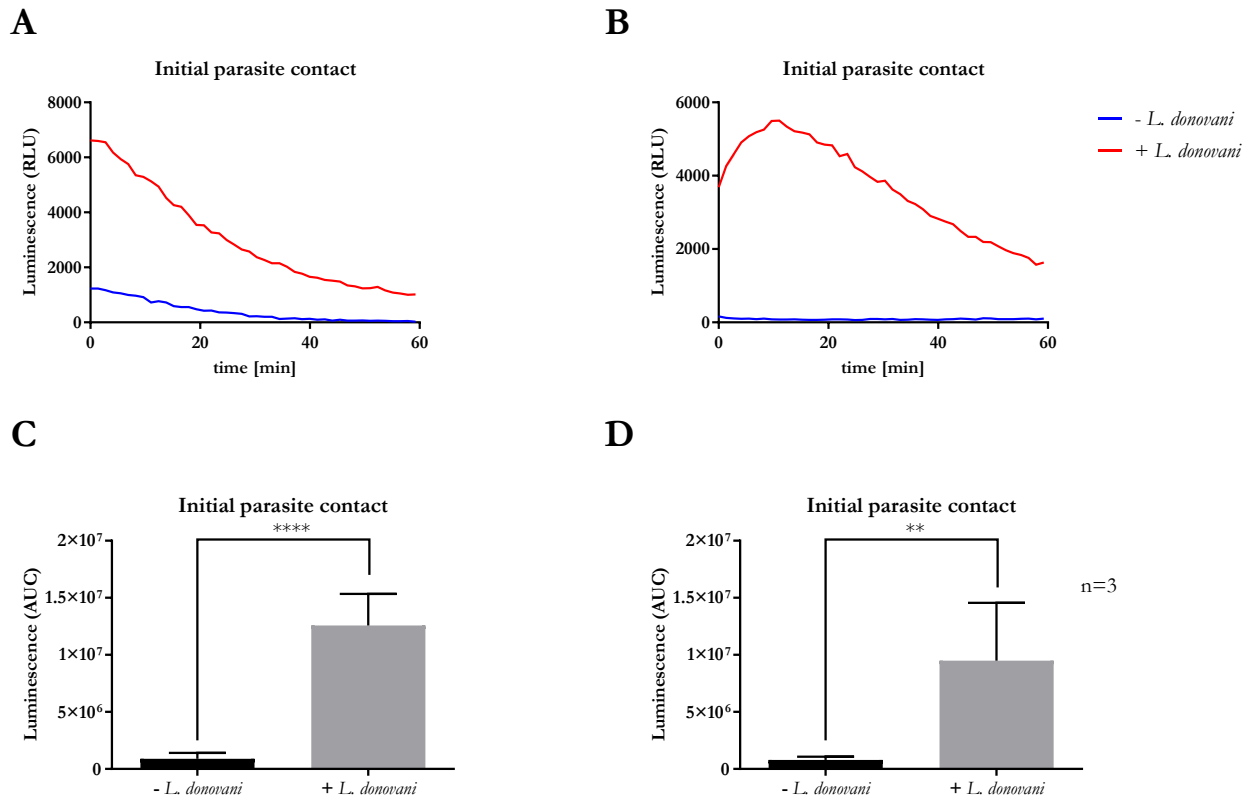 A
Initial parasite contact
Luminescence (RLU)
8000
6000
4000
2000
0
0 20 40 60
time [min]
B
Initial parasite contact
Luminescence (RLU)
6000
4000
2000
0
0 20 40 60
time [min]
- L. donovani
+ L. donovani
C
Initial parasite contact
****
Luminescence (AUC)
2×10⁷
1.5×10⁷
1×10⁷
5×10⁶
0
- L. donovani + L. donovani
D
Initial parasite contact
**
Luminescence (AUC)
2×10⁷
1.5×10⁷
1×10⁷
5×10⁶
0
- L. donovani + L. donovani
n=3